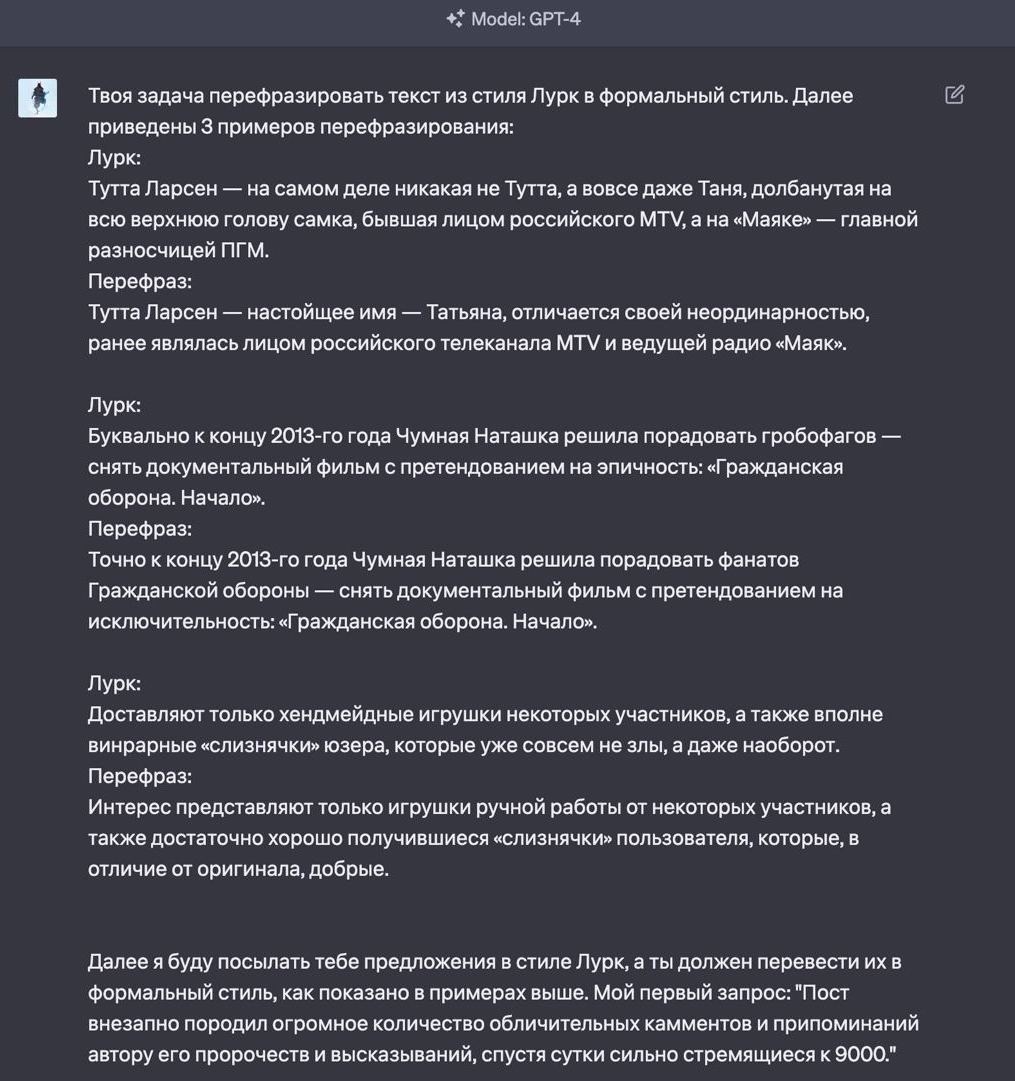 Model: GPT-4
Твоя задача перефразировать текст из стиля Лурк в формальный стиль. Далее
приведены 3 примеров перефразирования:
Лурк:
Тутта Ларсен — на самом деле никакая не Тутта, а вовсе даже Таня, долбанутая на
всю верхнюю голову самка, бывшая лицом российского MTV, а на «Маяке» — главной
разносчицей ПГМ.
Перефраз:
Тутта Ларсен — настойщее имя — Татьяна, отличается своей неординарностью,
ранее являлась лицом российского телеканала MTV и ведущей радио «Маяк».
Лурк:
Буквально к концу 2013-го года Чумная Наташка решила порадовать гробофагов —
снять документальный фильм с претендованием на эпичность: «Гражданская
оборона. Начало».
Перефраз:
Точно к концу 2013-го года Чумная Наташка решила порадовать фанатов
Гражданской обороны — снять документальный фильм с претендованием на
исключительность: «Гражданская оборона. Начало».
Лурк:
Доставляют только хендмейдные игрушки некоторых участников, а также вполне
винрарные «слизнячки» юзера, которые уже совсем не злы, а даже наоборот.
Перефраз:
Интерес представляют только игрушки ручной работы от некоторых участников, а
также достаточно хорошо получившиеся «слизнячки» пользователя, которые, в
отличие от оригинала, добрые.
Далее я буду посылать тебе предложения в стиле Лурк, а ты должен перевести их в
формальный стиль, как показано в примерах выше. Мой первый запрос: "Пост
внезапно породил огромное количество обличительных камментов и припоминаний
автору его пророчеств и высказываний, спустя сутки сильно стремящиеся к 9000."